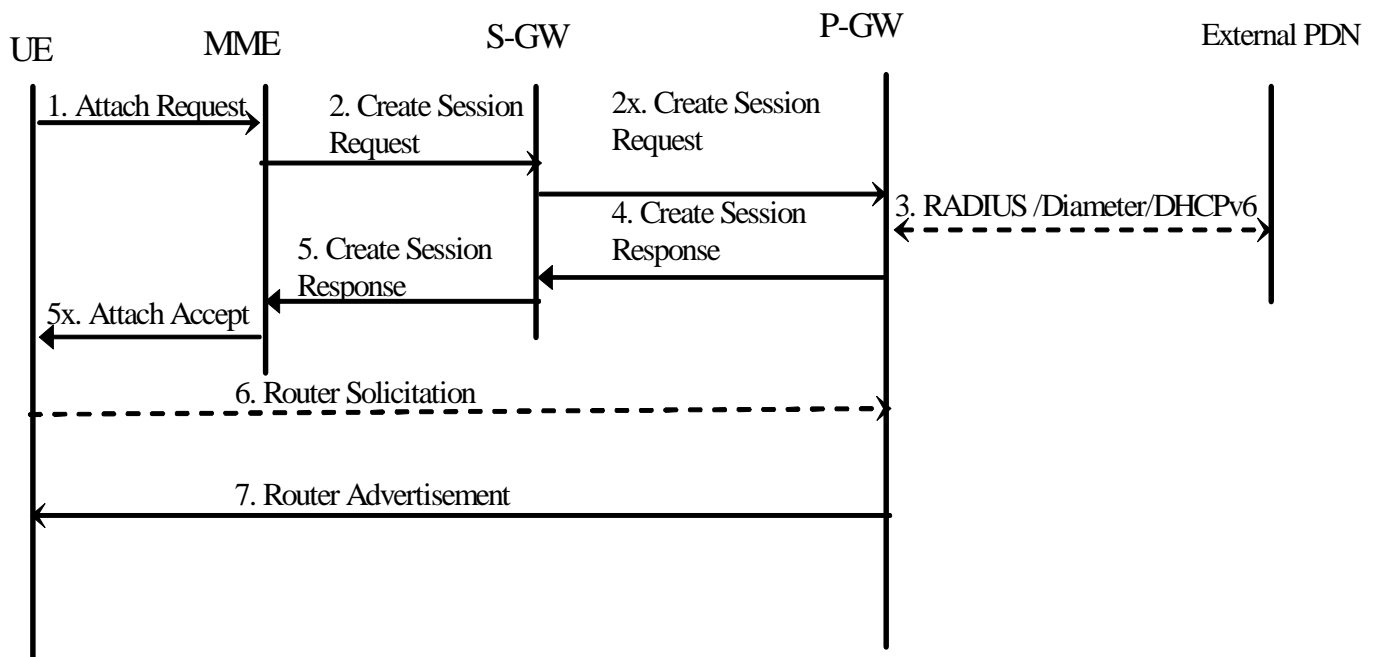 UE
MME
S-GW
P-GW
External PDN
1. Attach Request
2. Create Session
Request
2x. Create Session
Request
3. RADIUS /Diameter/DHCPv6
4. Create Session
Response
5. Create Session
Response
5x. Attach Accept
6. Router Solicitation
7. Router Advertisement